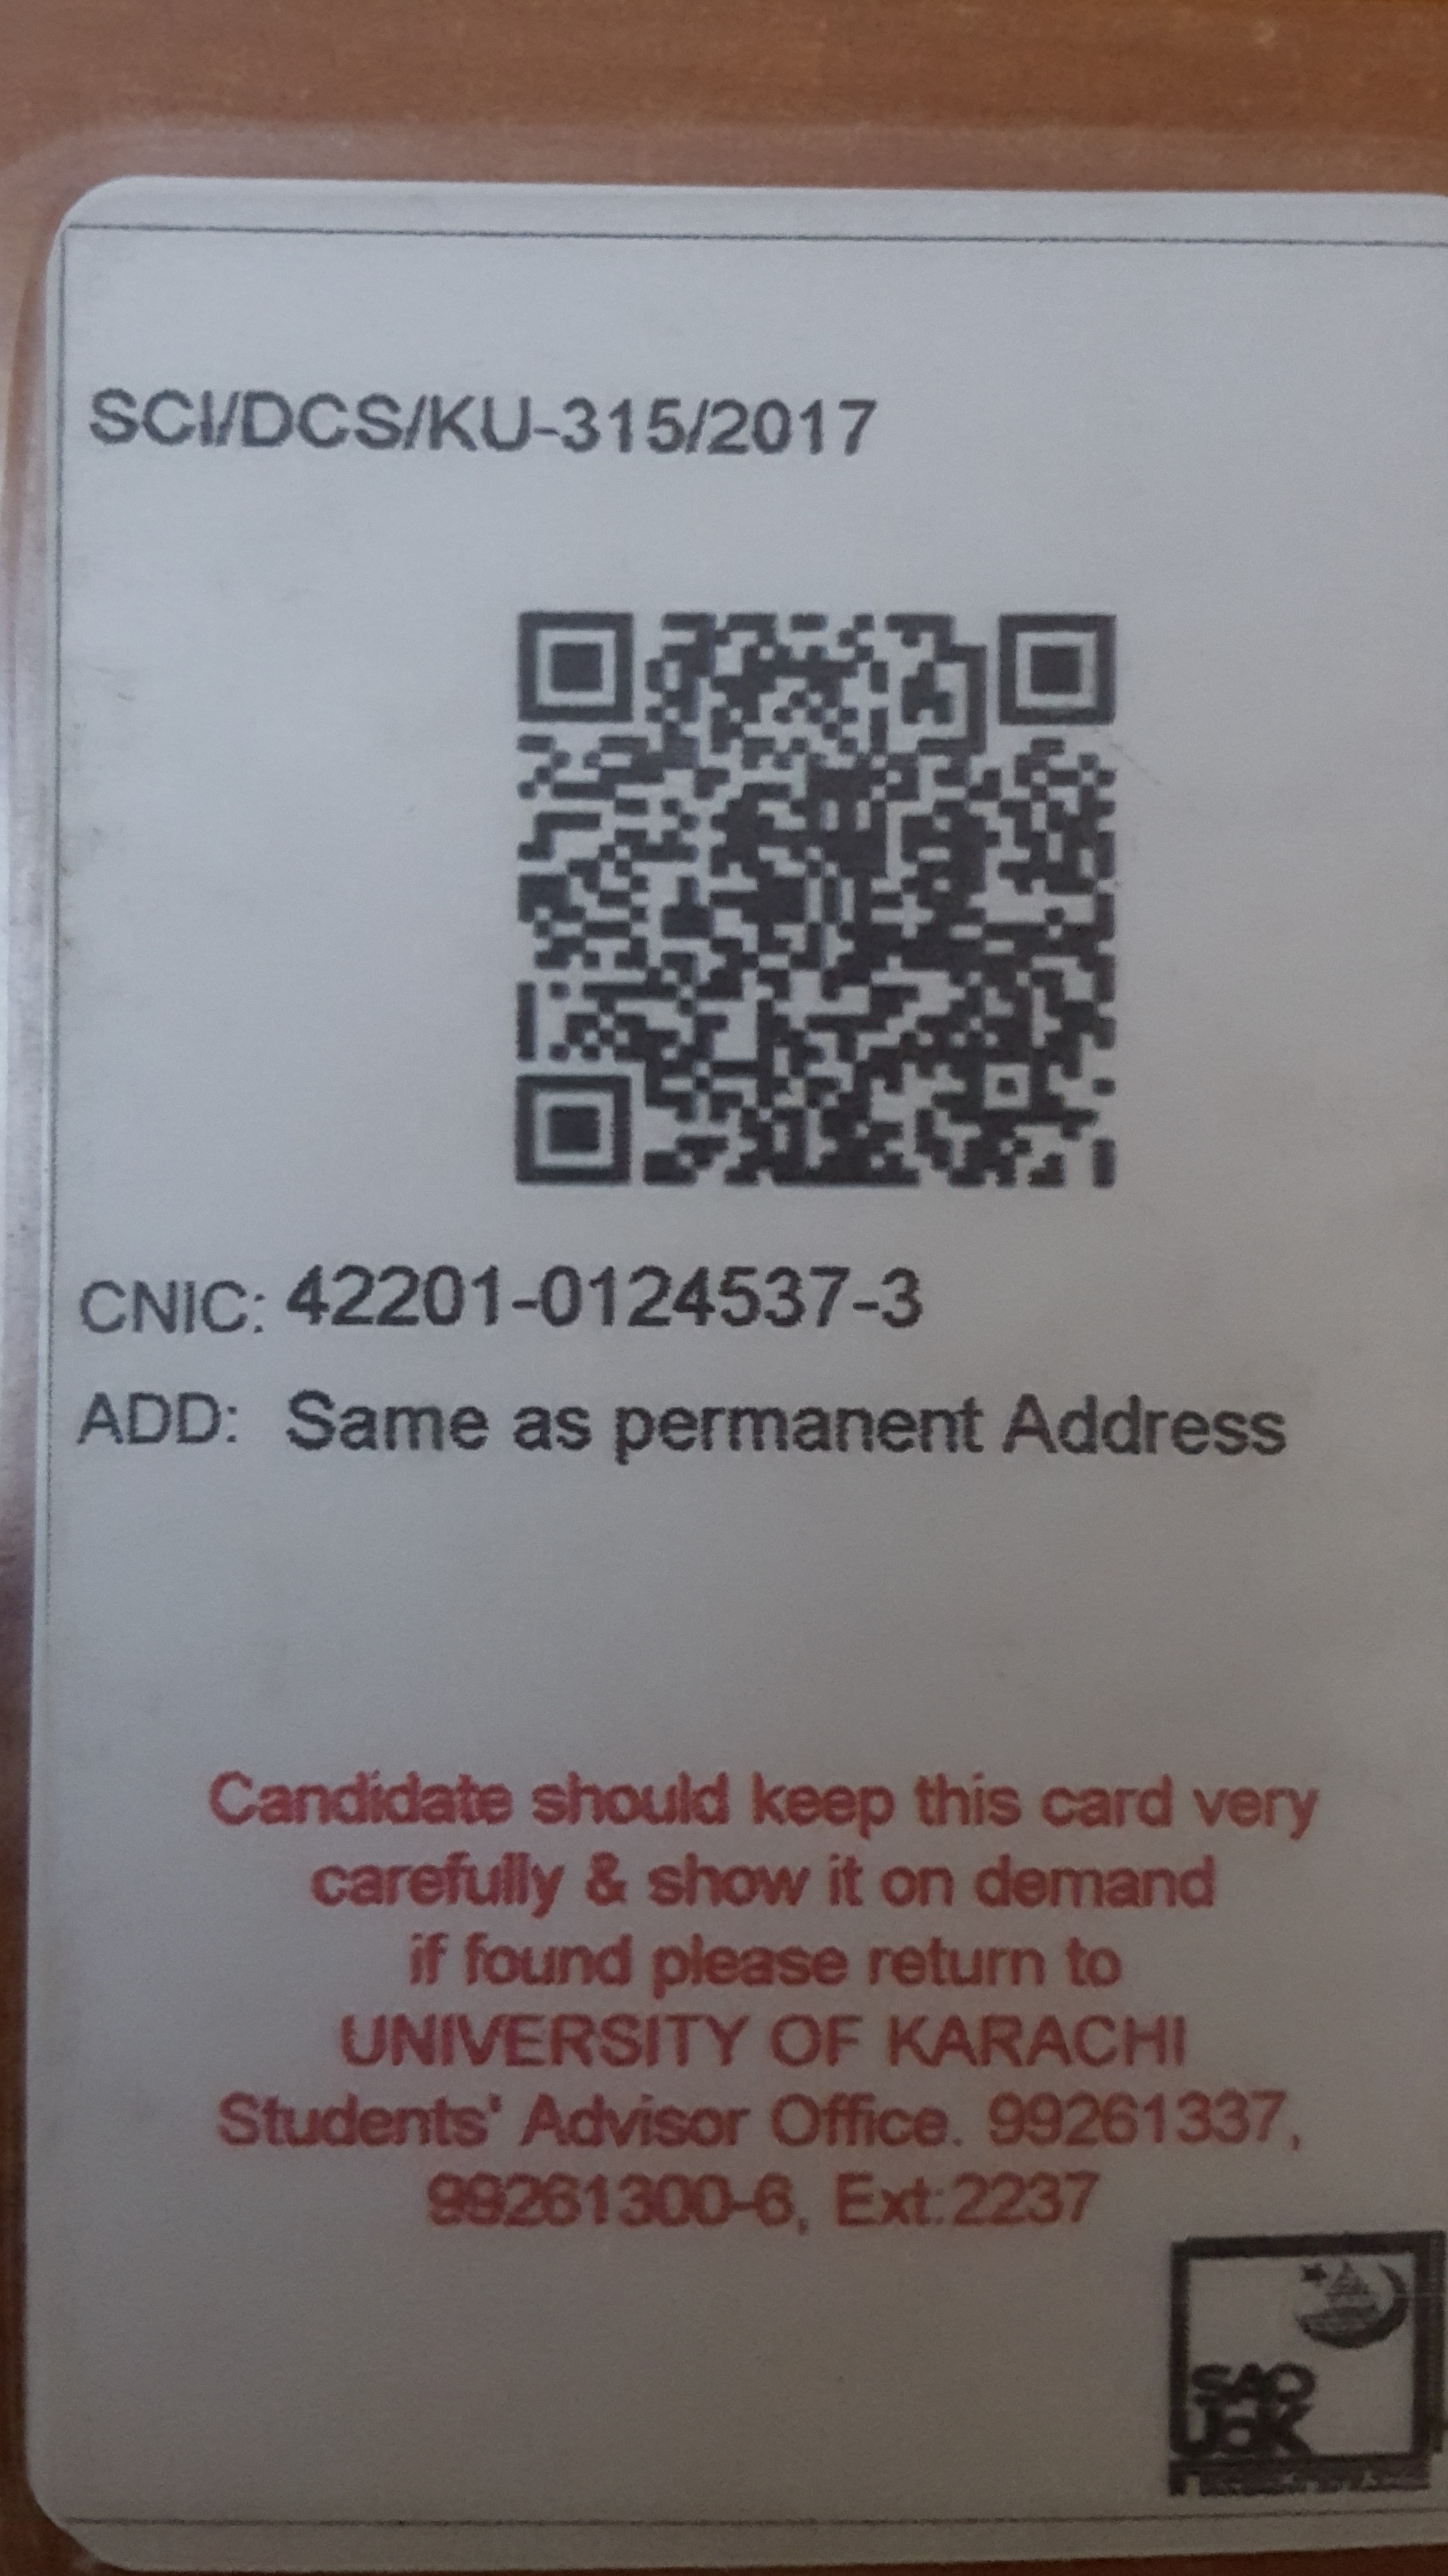 SCI/DCS/KU-315/2017
CNIC: 42201-0124537-3
ADD: Same as permanent Address
Candidate should keep this card very
carefully & show it on demand
if found please return to
UNIVERSITY OF KARACHI
Students' Advisor Office. 99261337,
99261300-6, Ext:2237
SAO
UoK